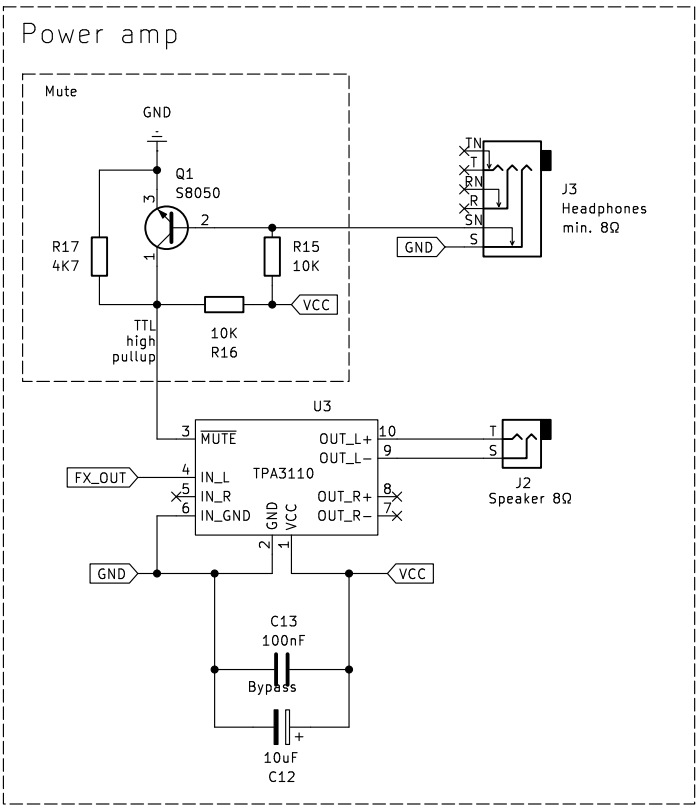 Power amp
Mute
GND
Q1
S8050
3
2
1
R17
4K7
R15
10K
VCC
10K
R16
TTL
high
pullup
TN
T
RN
R
SN
S
GND
J3
Headphones
min. 8Ω
U3
3
MUTE
OUT_L+
10
OUT_L-
9
TPA3110
FX_OUT
4
IN_L
5
IN_R
OUT_R+
8
6
IN_GND
OUT_R-
7
GND
VCC
2
1
T
S
J2
Speaker 8Ω
GND
VCC
C13
100nF
Bypass
+
10uF
C12